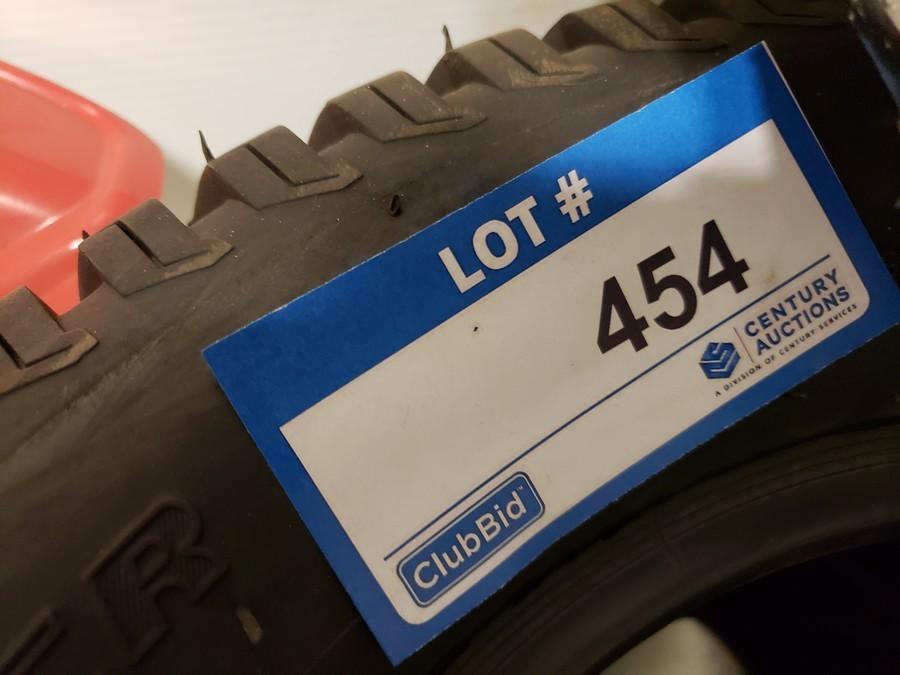 LOT #
454
CENTURY
AUCTIONS
A DIVISION OF CENTURY SERVICES
ClubBid™
R